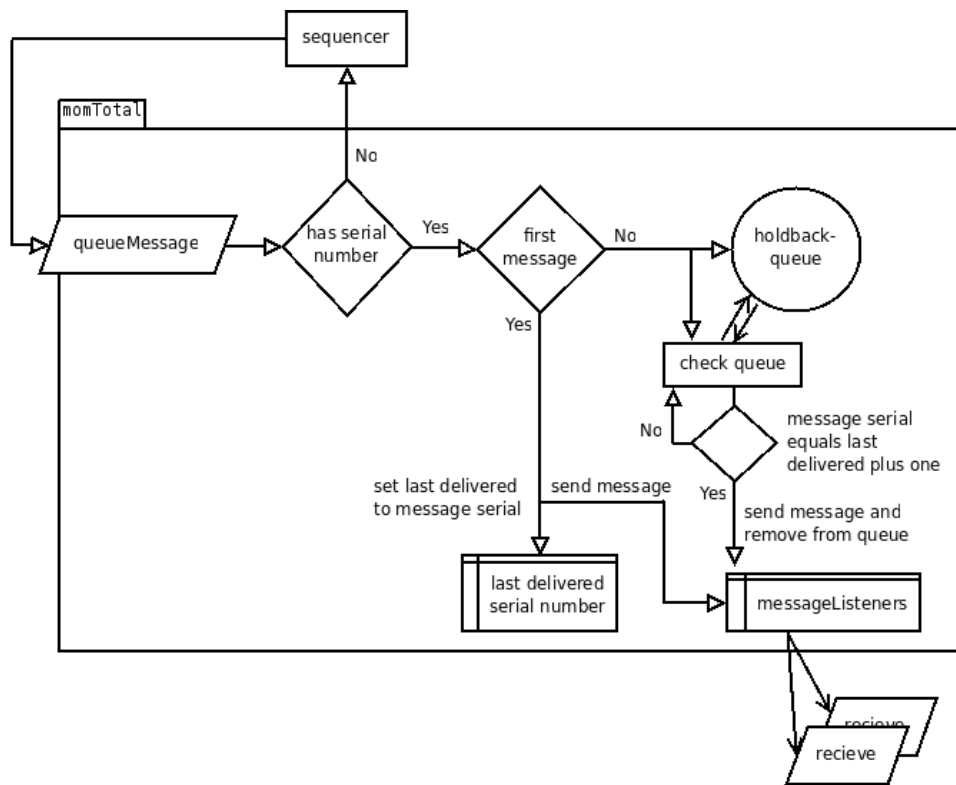 sequencer
momTotal
No
queueMessage
has serial
number
Yes
first
message
No
holdback-
queue
Yes
check queue
No
message serial
equals last
delivered plus one
Yes
set last delivered
to message serial
send message
send message and
remove from queue
last delivered
serial number
messageListeners
recieve
recieve